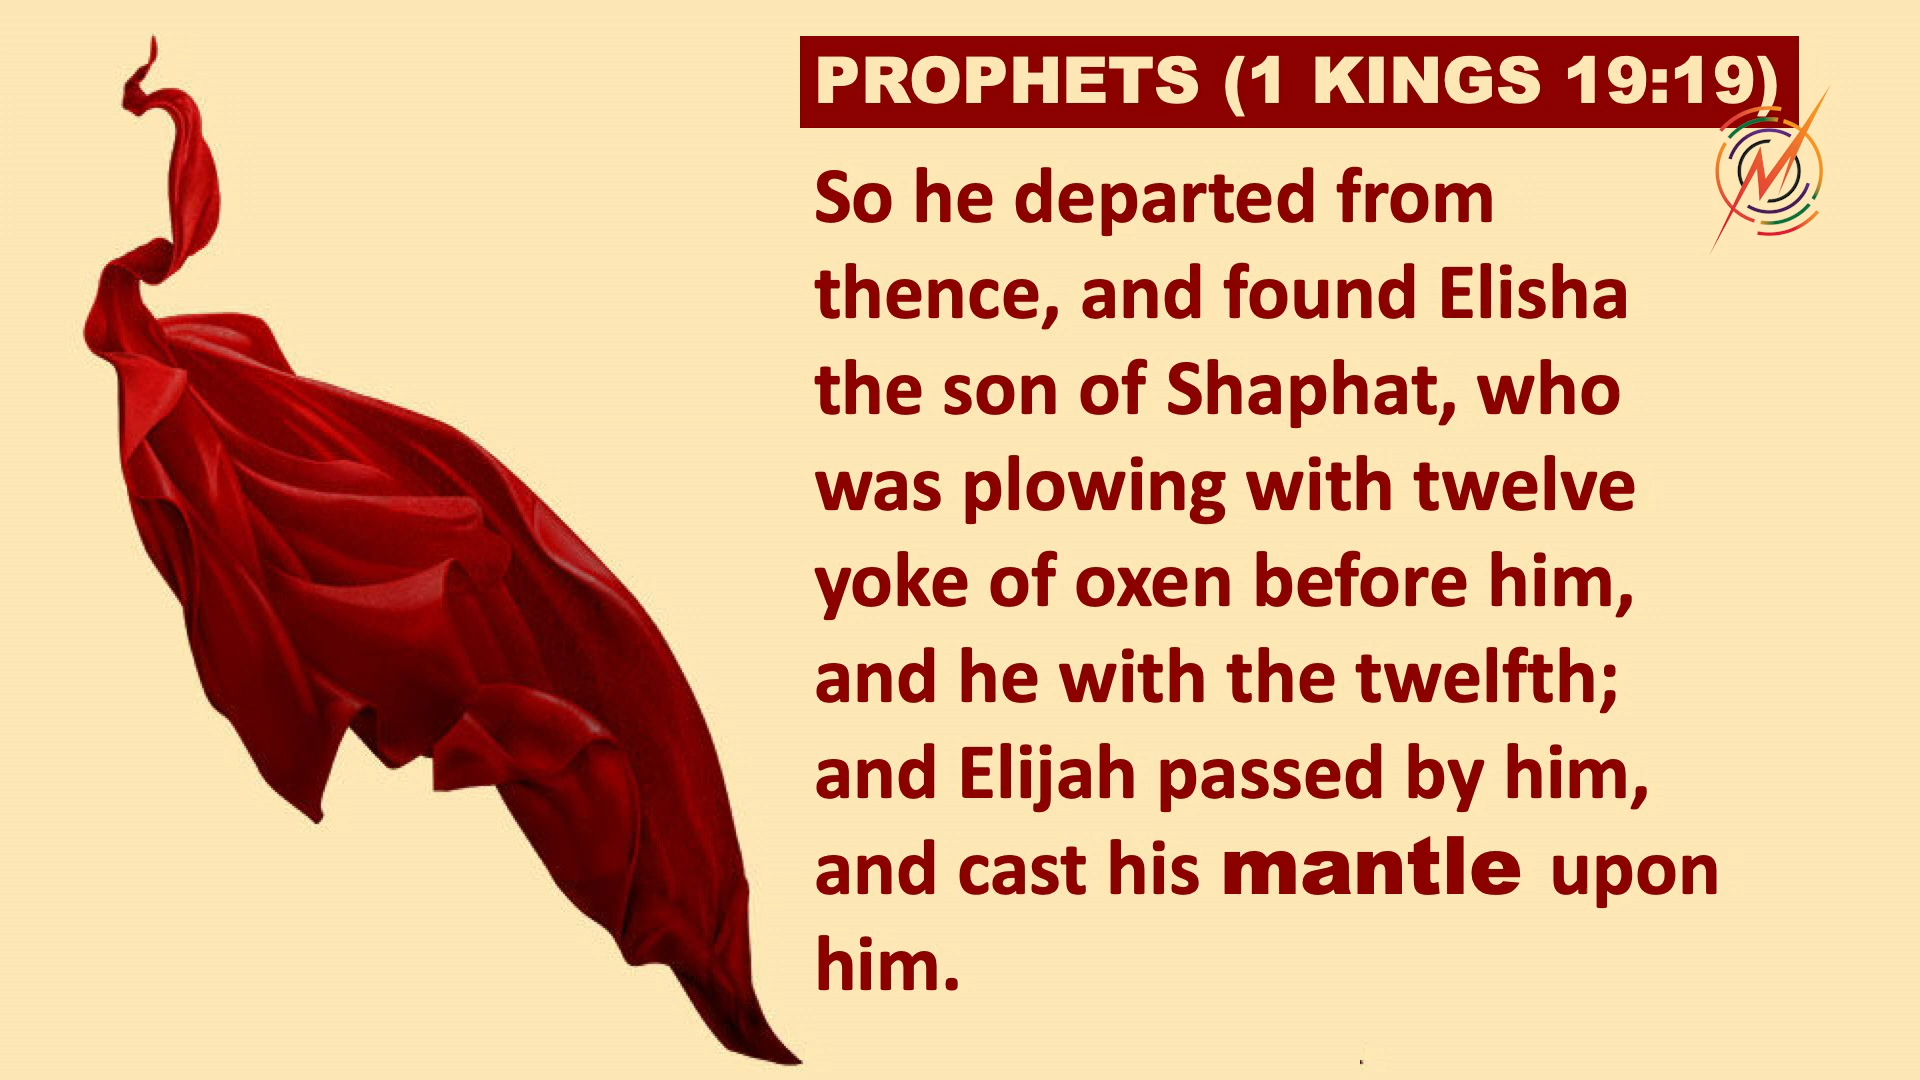 PROPHETS (1 KINGS 19:19)
So he departed from
thence, and found Elisha
the son of Shaphat, who
was plowing with twelve
yoke of oxen before him,
and he with the twelfth;
and Elijah passed by him,
and cast his mantle upon
him.